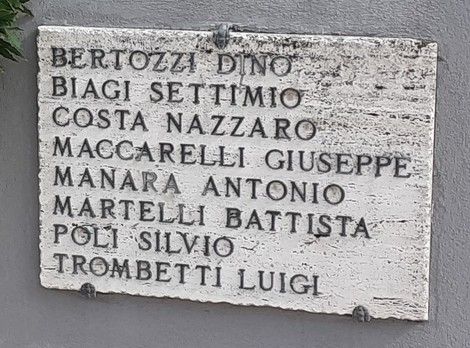 BERTOZZI DINO
BIAGI SETTIMIO
COSTA NAZZARO
MACCARELLI GIUSEPPE
MANARA ANTONIO
MARTELLI BATTISTA
POLI SILVIO
TROMBETTI LUIGI